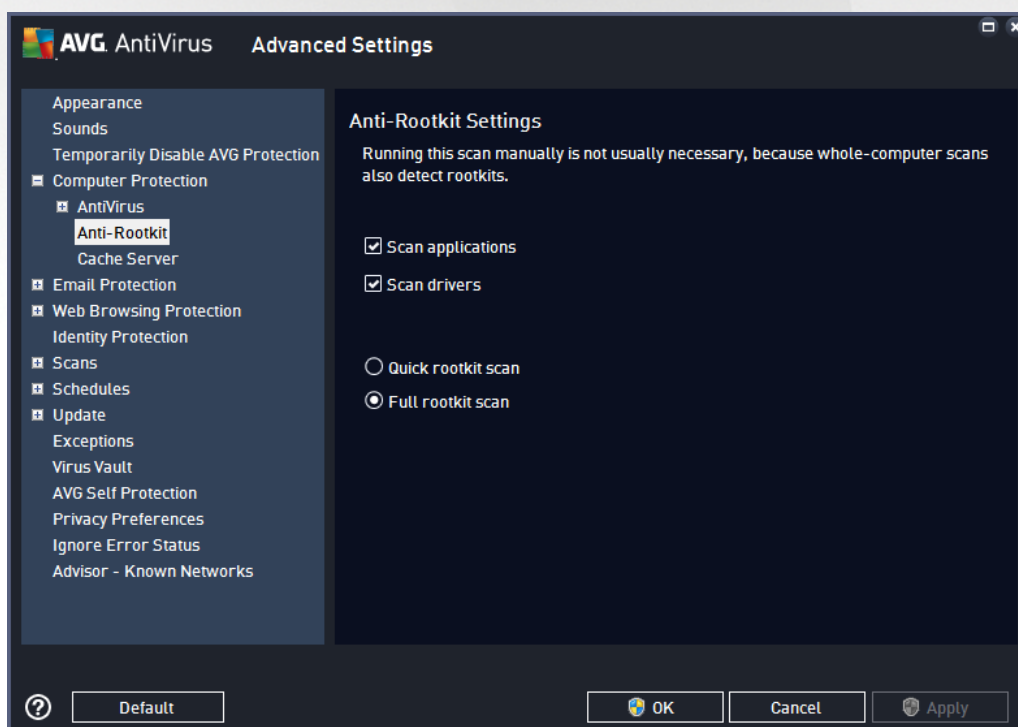 AVG. AntiVirus Advanced Settings
Appearance
Sounds
Temporarily Disable AVG Protection
Computer Protection
AntiVirus
Anti-Rootkit
Cache Server
Email Protection
Web Browsing Protection
Identity Protection
Scans
Schedules
Update
Exceptions
Virus Vault
AVG Self Protection
Privacy Preferences
Ignore Error Status
Advisor - Known Networks
Anti-Rootkit Settings
Running this scan manually is not usually necessary, because whole-computer scans
also detect rootkits.
Scan applications
Scan drivers
Quick rootkit scan
Full rootkit scan
? Default OK Cancel Apply